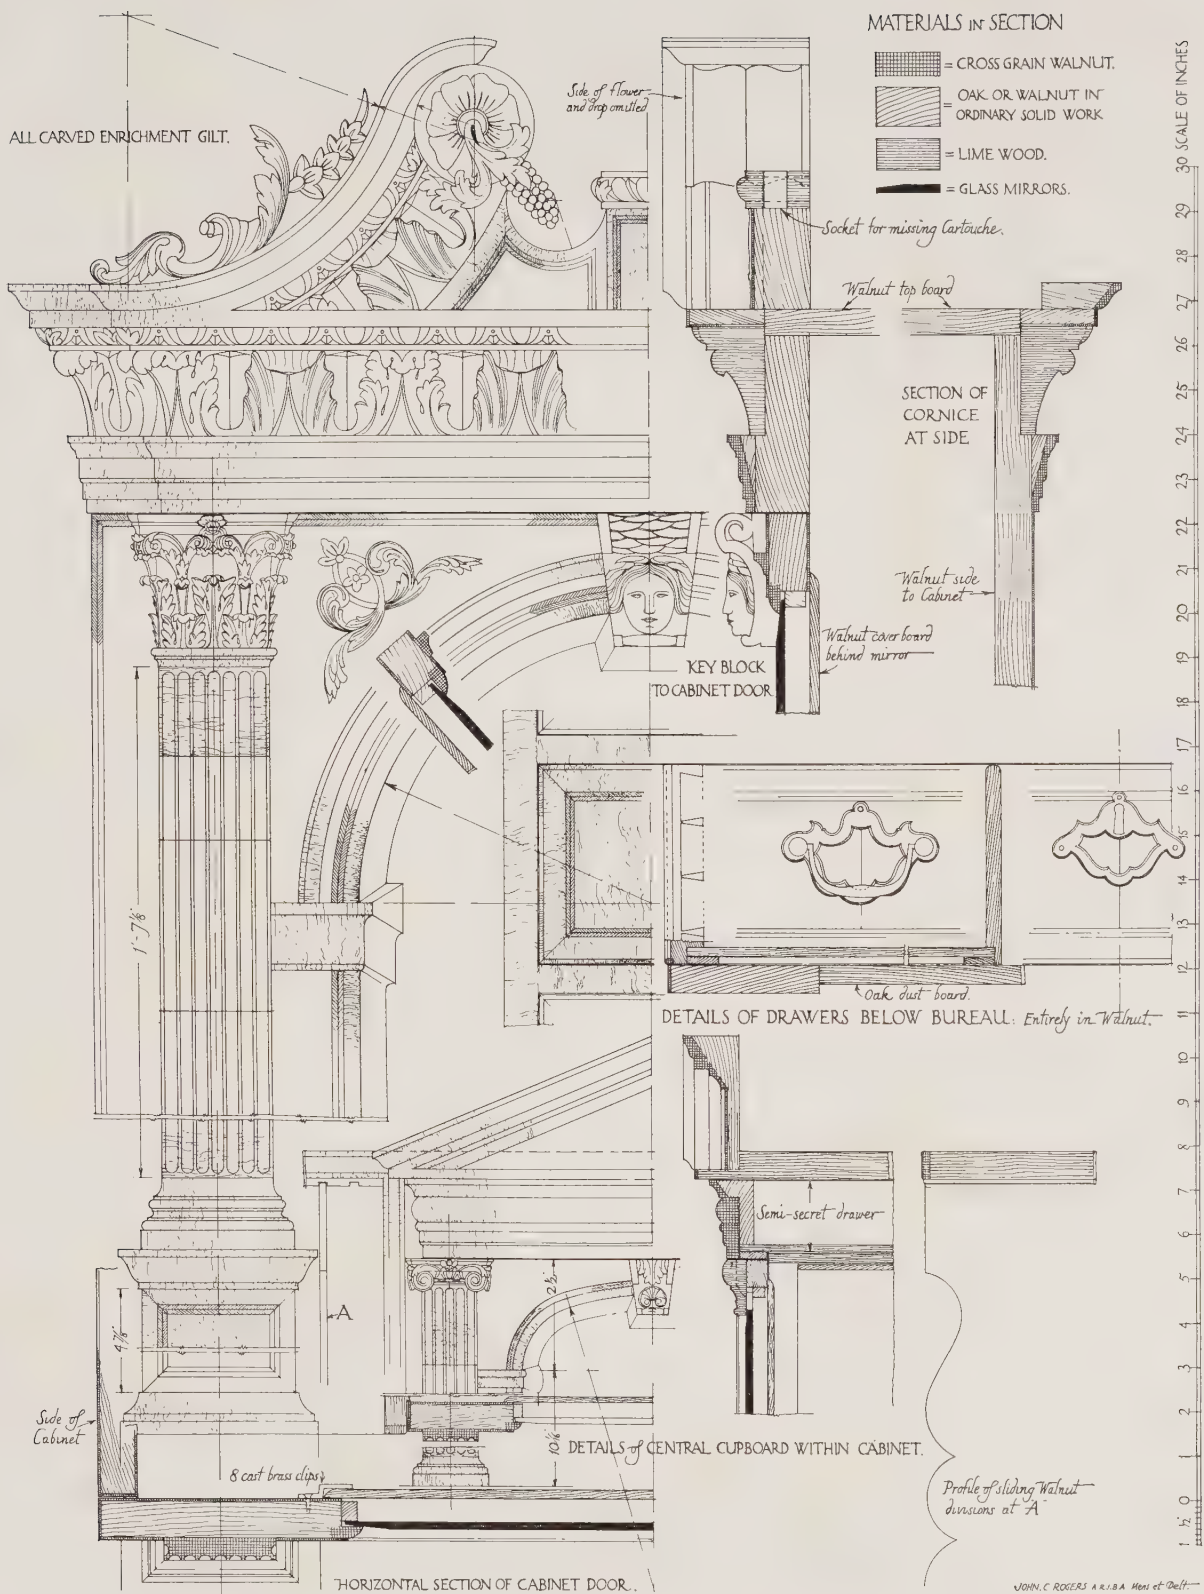 MATERIALS IN SECTION
= CROSS GRAIN WALNUT.
= OAK OR WALNUT IN
ORDINARY SOLID WORK
= LIME WOOD.
= GLASS MIRRORS.
30 SCALE OF INCHES
29
28
27
26
25
24
23
22
21
20
19
18
17
16
15
14
13
12
11
10
9
8
7
6
5
4
3
2
1
0
½
1
ALL CARVED ENRICHMENT GILT.
Side of flower
and drop omitted
Socket for missing Cartouche.
Walnut top board
SECTION OF
CORNICE
AT SIDE
Walnut side
to Cabinet
Walnut cover board
behind mirror
KEY BLOCK
TO CABINET DOOR
1'-7⅛"
Oak dust board.
DETAILS OF DRAWERS BELOW BUREAU: Entirely in Walnut.
Semi-secret drawer
2½"
A
4⅞"
Side of
Cabinet
10⅛"
DETAILS of CENTRAL CUPBOARD WITHIN CABINET.
8 cast brass clips
Profile of sliding Walnut
divisions at "A"
HORIZONTAL SECTION OF CABINET DOOR.
JOHN. C ROGERS A.R.I.B.A Mens et Delt